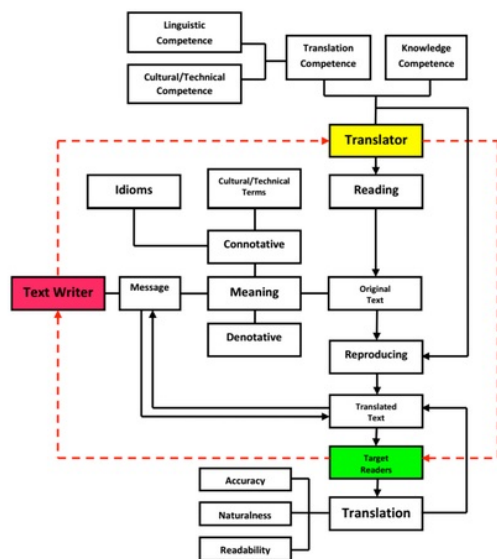 Linguistic
Competence
Translation
Competence
Knowledge
Competence
Cultural/Technical
Competence
Translator
Idioms
Cultural/Technical
Terms
Reading
Connotative
Text Writer
Message
Meaning
Original
Text
Denotative
Reproducing
Translated
Text
Target
Readers
Accuracy
Naturalness
Translation
Readability